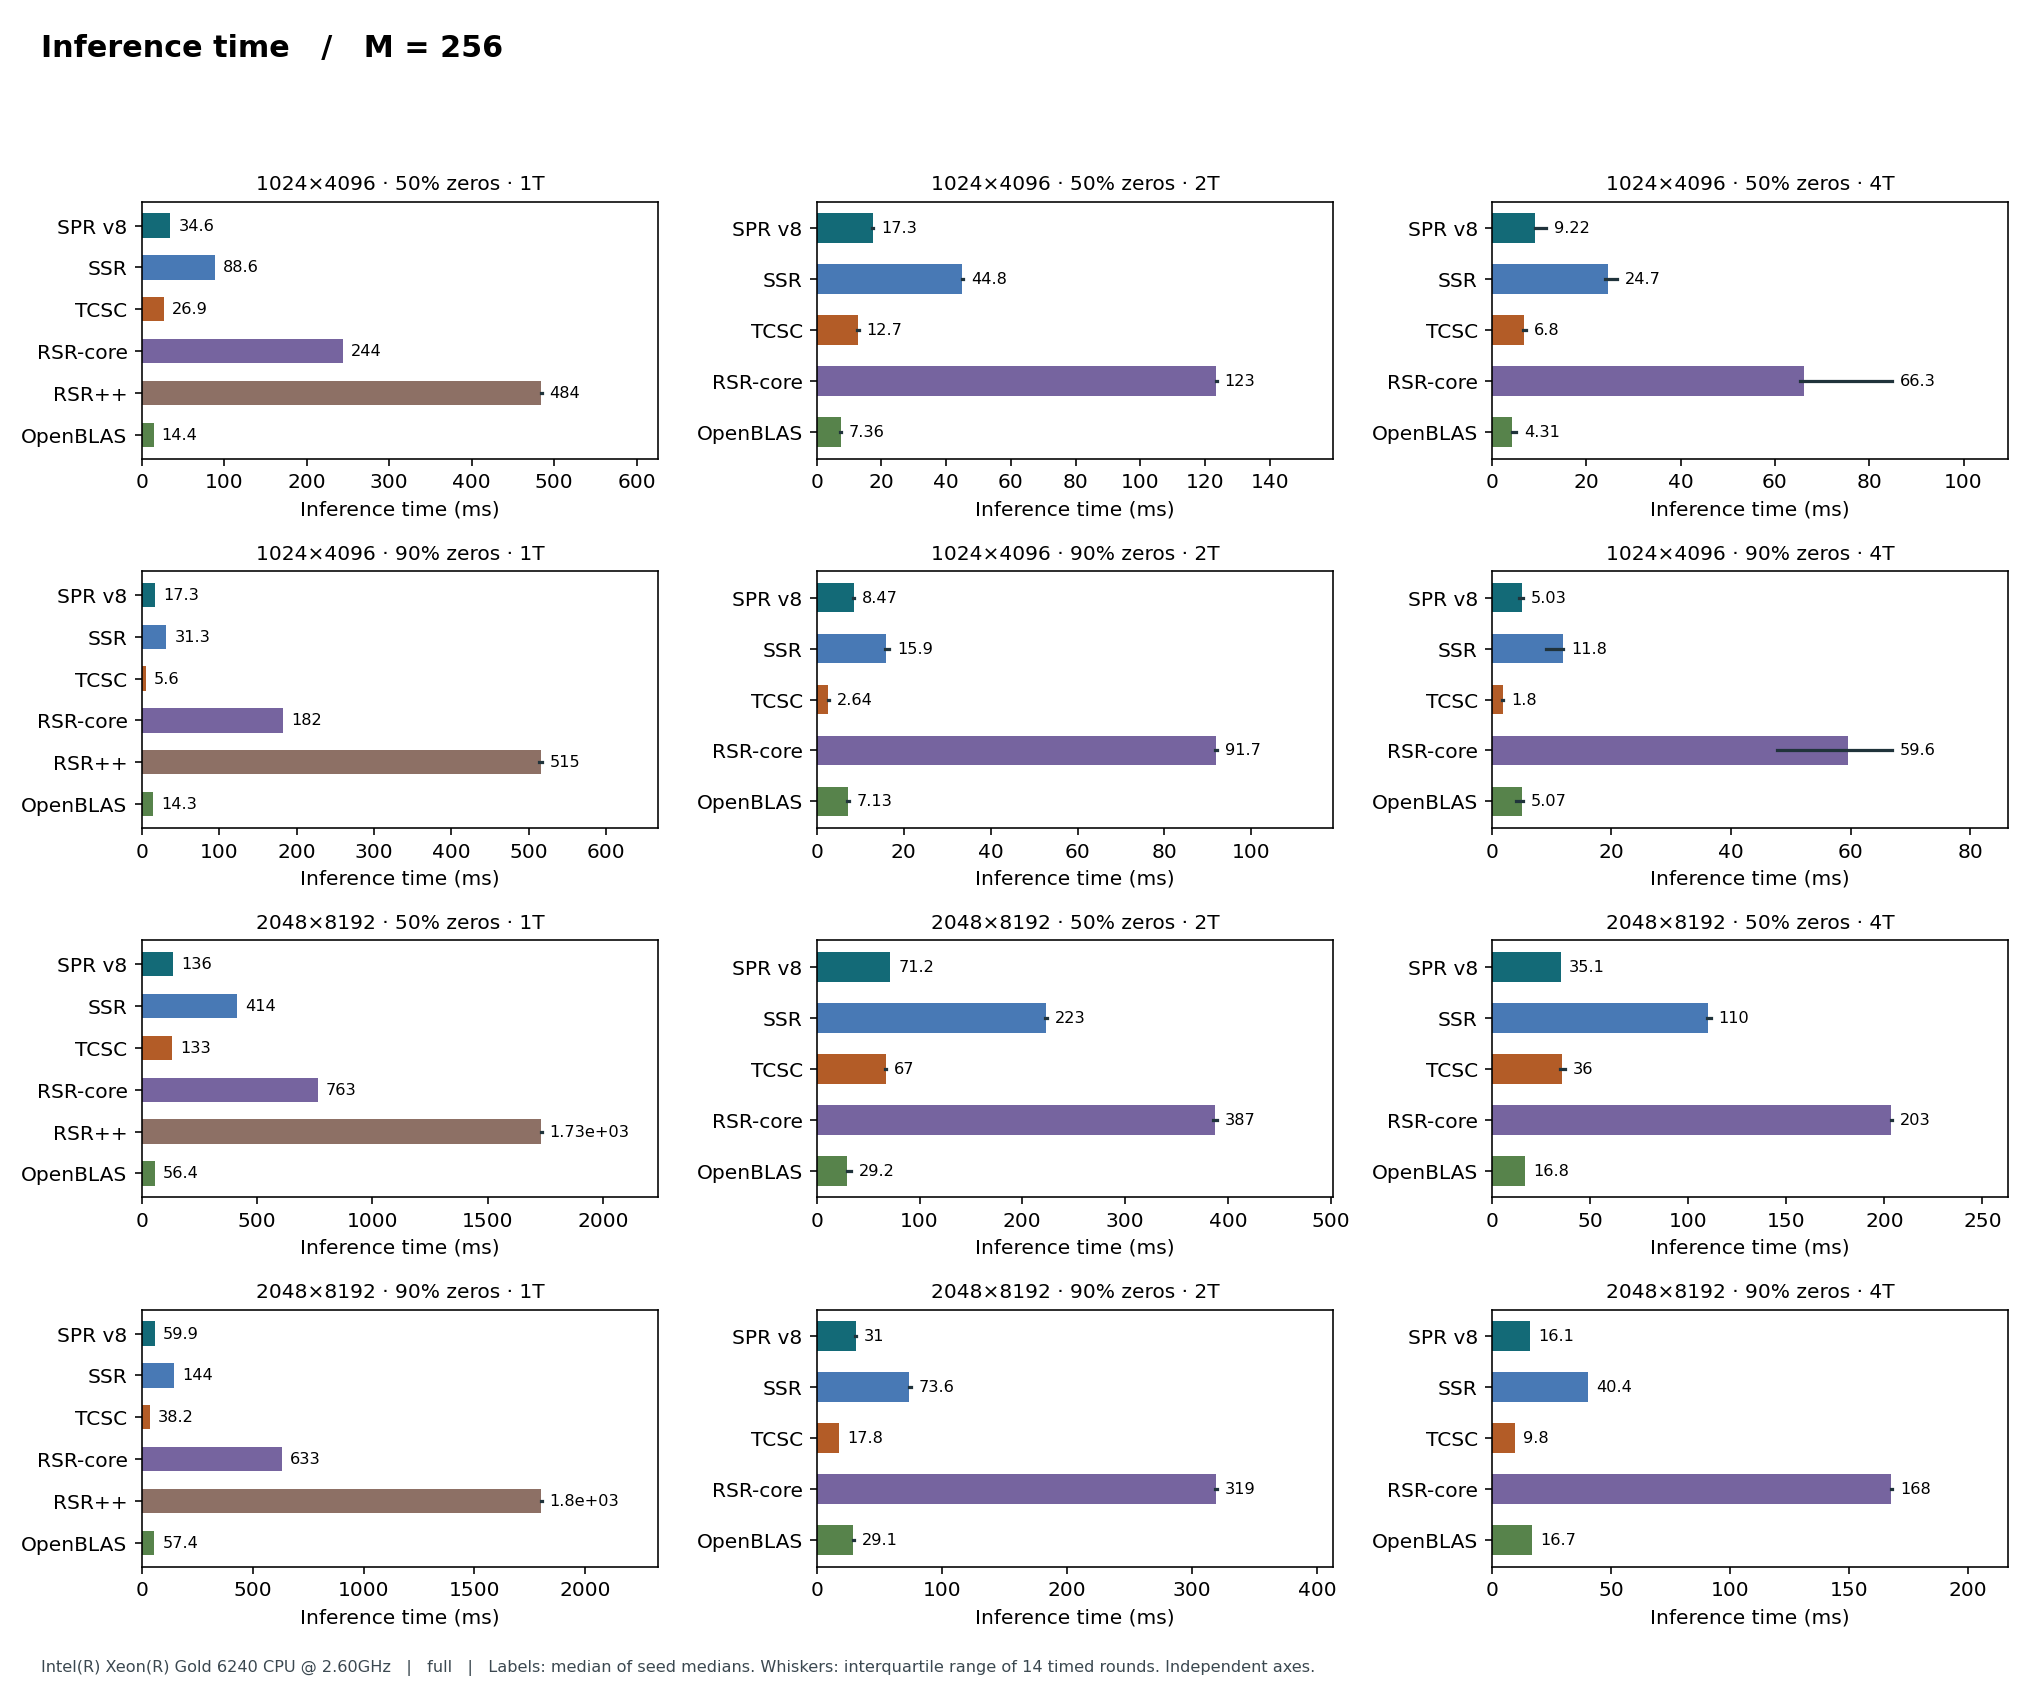 Inference time / M = 256
1024×4096 · 50% zeros · 1T
SPR v8 34.6
SSR 88.6
TCSC 26.9
RSR-core 244
RSR++ 484
OpenBLAS 14.4
0 100 200 300 400 500 600
Inference time (ms)
1024×4096 · 50% zeros · 2T
SPR v8 17.3
SSR 44.8
TCSC 12.7
RSR-core 123
OpenBLAS 7.36
0 20 40 60 80 100 120 140
Inference time (ms)
1024×4096 · 50% zeros · 4T
SPR v8 9.22
SSR 24.7
TCSC 6.8
RSR-core 66.3
OpenBLAS 4.31
0 20 40 60 80 100
Inference time (ms)
1024×4096 · 90% zeros · 1T
SPR v8 17.3
SSR 31.3
TCSC 5.6
RSR-core 182
RSR++ 515
OpenBLAS 14.3
0 100 200 300 400 500 600
Inference time (ms)
1024×4096 · 90% zeros · 2T
SPR v8 8.47
SSR 15.9
TCSC 2.64
RSR-core 91.7
OpenBLAS 7.13
0 20 40 60 80 100
Inference time (ms)
1024×4096 · 90% zeros · 4T
SPR v8 5.03
SSR 11.8
TCSC 1.8
RSR-core 59.6
OpenBLAS 5.07
0 20 40 60 80
Inference time (ms)
2048×8192 · 50% zeros · 1T
SPR v8 136
SSR 414
TCSC 133
RSR-core 763
RSR++ 1.73e+03
OpenBLAS 56.4
0 500 1000 1500 2000
Inference time (ms)
2048×8192 · 50% zeros · 2T
SPR v8 71.2
SSR 223
TCSC 67
RSR-core 387
OpenBLAS 29.2
0 100 200 300 400 500
Inference time (ms)
2048×8192 · 50% zeros · 4T
SPR v8 35.1
SSR 110
TCSC 36
RSR-core 203
OpenBLAS 16.8
0 50 100 150 200 250
Inference time (ms)
2048×8192 · 90% zeros · 1T
SPR v8 59.9
SSR 144
TCSC 38.2
RSR-core 633
RSR++ 1.8e+03
OpenBLAS 57.4
0 500 1000 1500 2000
Inference time (ms)
2048×8192 · 90% zeros · 2T
SPR v8 31
SSR 73.6
TCSC 17.8
RSR-core 319
OpenBLAS 29.1
0 100 200 300 400
Inference time (ms)
2048×8192 · 90% zeros · 4T
SPR v8 16.1
SSR 40.4
TCSC 9.8
RSR-core 168
OpenBLAS 16.7
0 50 100 150 200
Inference time (ms)
Intel(R) Xeon(R) Gold 6240 CPU @ 2.60GHz | full | Labels: median of seed medians. Whiskers: interquartile range of 14 timed rounds. Independent axes.